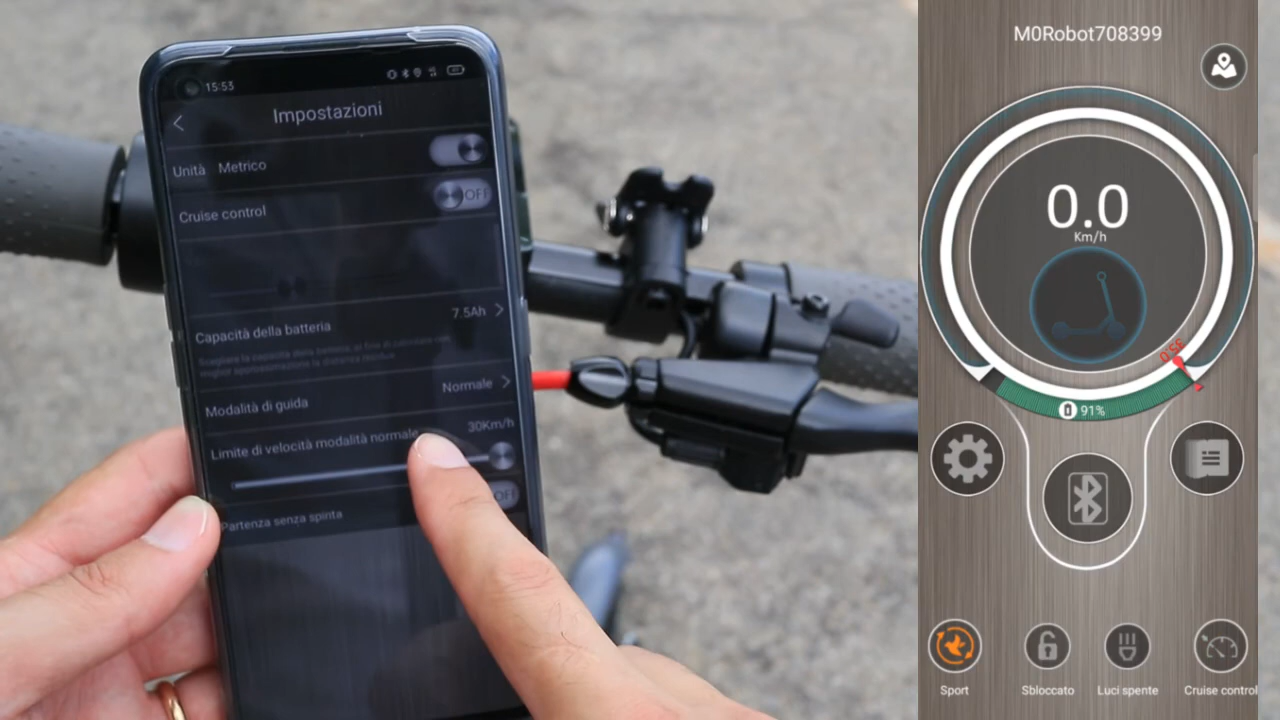 15:53
Impostazioni
Unità Metrico
Cruise control
OFF
7.5Ah
Capacità della batteria
Normale
Modalità di guida
30Km/h
Limite di velocità modalità normale
OFF
Partenza senza spinta
M0Robot708399
0.0
Km/h
91%
Sport
Sbloccato
Luci spente
Cruise control